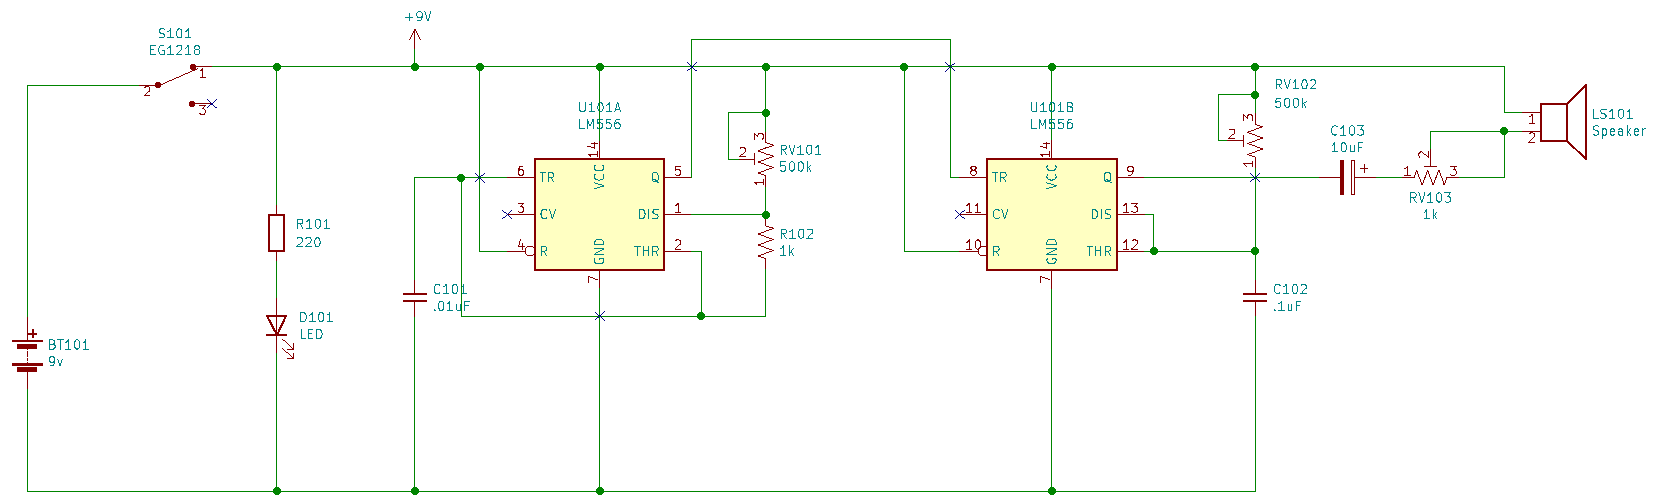 +9V
S101
EG1218
1
2
3
U101A
LM556
14
VCC
6
TR
Q
5
3
CV
DIS
1
4
R
GND
THR
2
7
3
2
RV101
500k
1
R102
1k
U101B
LM556
14
VCC
8
TR
Q
9
11
CV
DIS
13
10
R
GND
THR
12
7
RV102
500k
3
2
1
C103
10uF
+
2
1
3
RV103
1k
LS101
Speaker
1
2
R101
220
C101
.01uF
C102
.1uF
D101
LED
+
BT101
9v